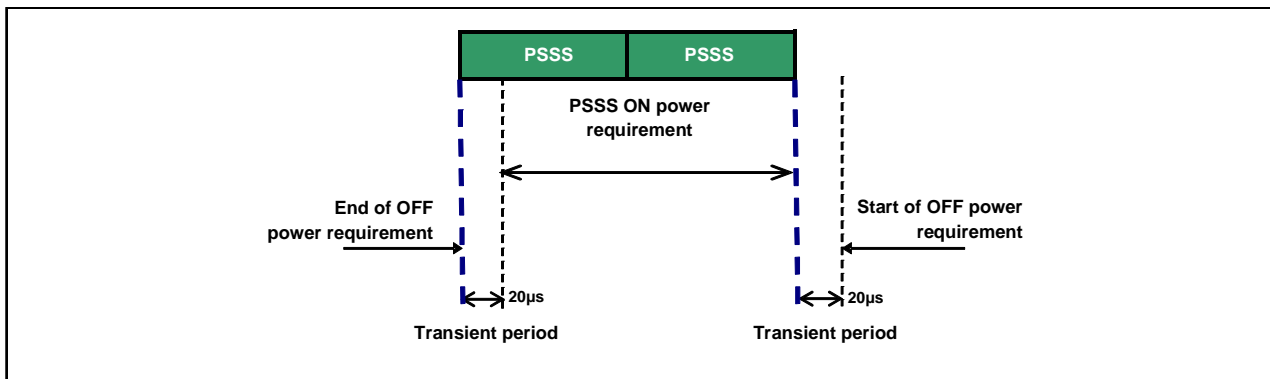 PSSS PSSS
PSSS ON power
requirement
End of OFF
power requirement
Start of OFF power
requirement
20µs
20µs
Transient period
Transient period